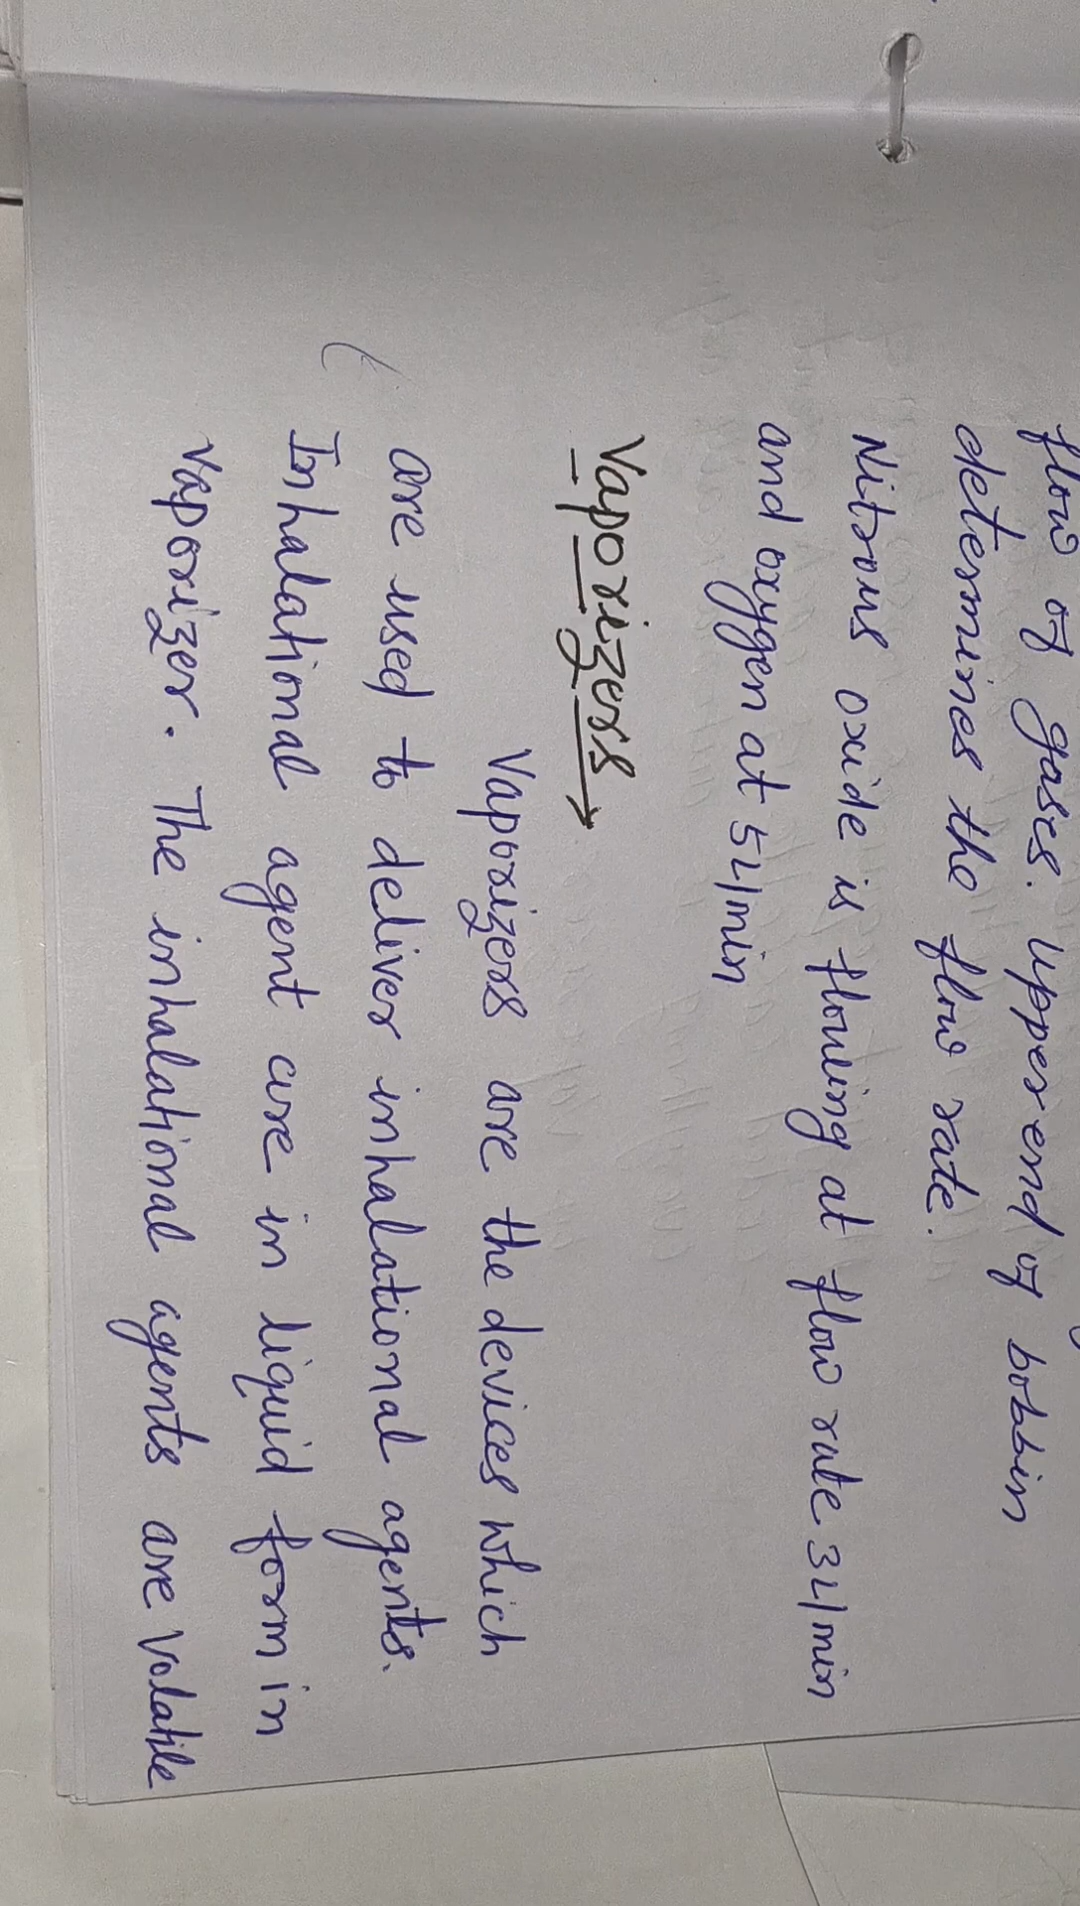 flow of gases. Upper end of bobbin
determines the flow rate.
Nitrous oxide is flowing at flow rate 3L/min
and oxygen at 5L/min
Vaporizers →
Vaporizers are the devices which
are used to deliver inhalational agents.
Inhalational agent are in liquid form in
vaporizer. The inhalational agents are volatile